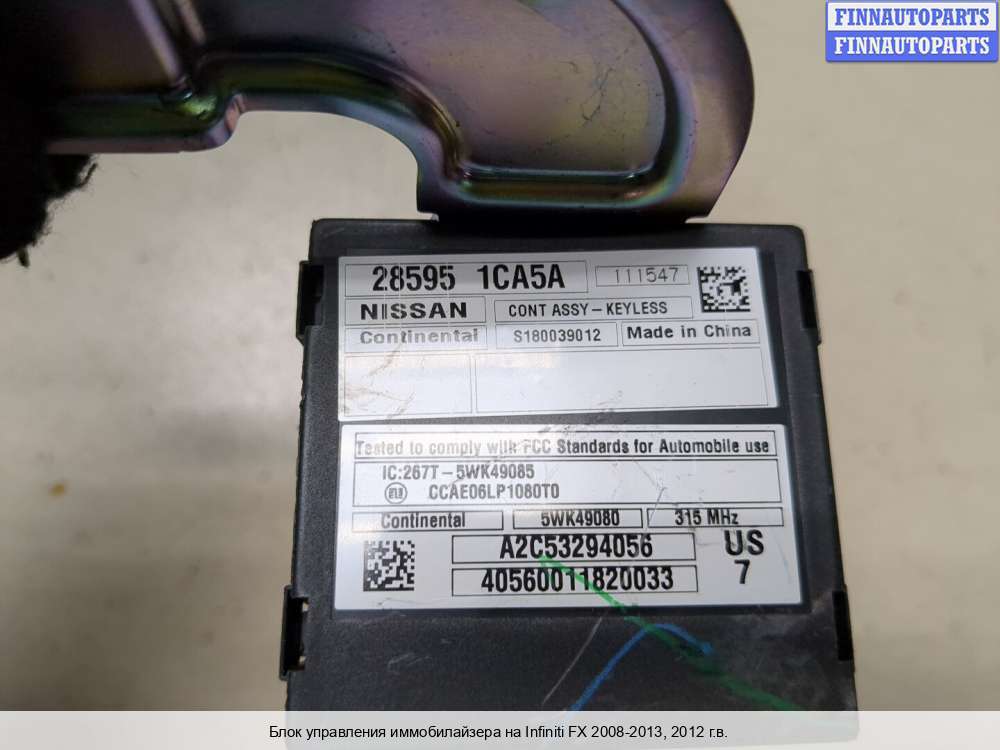 FINNAUTOPARTS
FINNAUTOPARTS
28595 1CA5A
111547
NISSAN
CONT ASSY-KEYLESS
Continental
S180039012
Made in China
Tested to comply with FCC Standards for Automobile use
IC:267T-5WK49085
CCAE06LP1080T0
Continental
5WK49080
315 MHz
A2C53294056
US
40560011820033
7
Блок управления иммобилайзера на Infiniti FX 2008-2013, 2012 г.в.